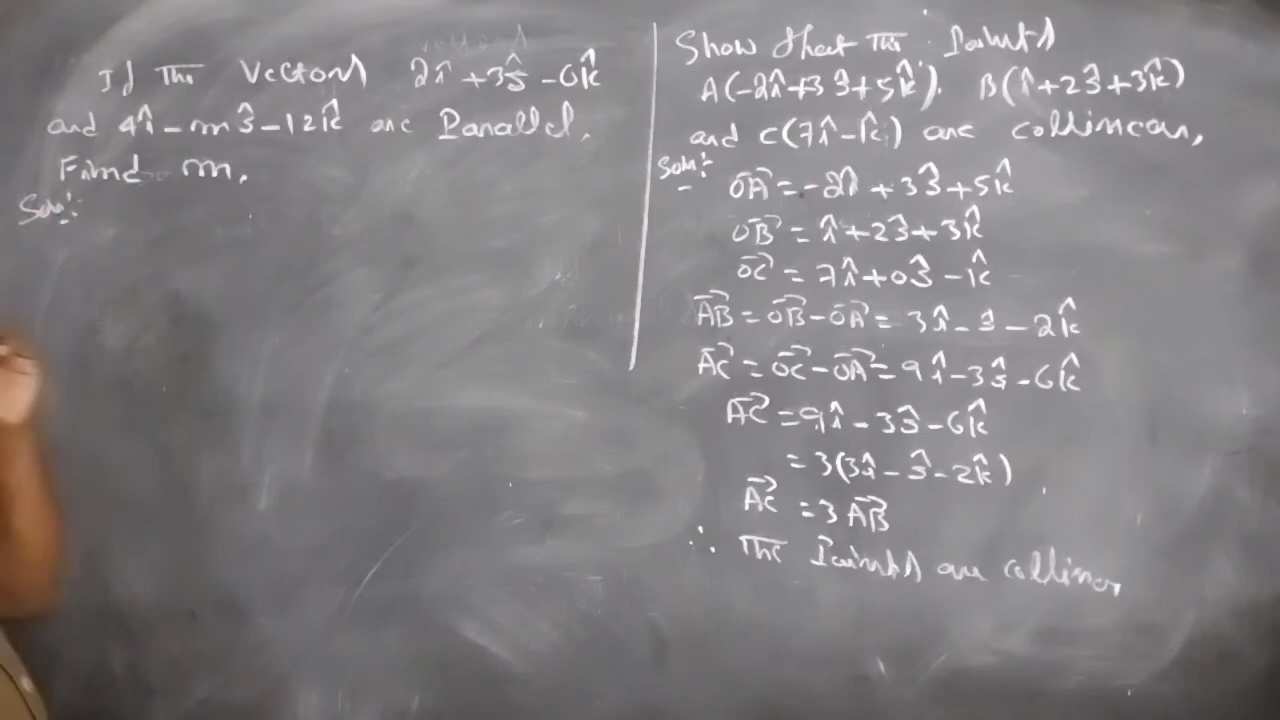 If The Vectors 2î + 3ĵ - 6k̂
and 4î - mĵ - 12k̂ are Parallel.
Find m.
Soln:
Show that The Points
A(-2î + 3ĵ + 5k̂). B(î + 2ĵ + 3k̂)
and C(7î - k̂) are collinear.
Soln:-
OA⃗ = -2î + 3ĵ + 5k̂
OB⃗ = î + 2ĵ + 3k̂
OC⃗ = 7î + 0ĵ - 1k̂
AB⃗ = OB⃗ - OA⃗ = 3î - ĵ - 2k̂
AC⃗ = OC⃗ - OA⃗ = 9î - 3ĵ - 6k̂
AC⃗ = 9î - 3ĵ - 6k̂
= 3(3î - ĵ - 2k̂)
AC⃗ = 3 AB⃗
∴ The Points are collinear